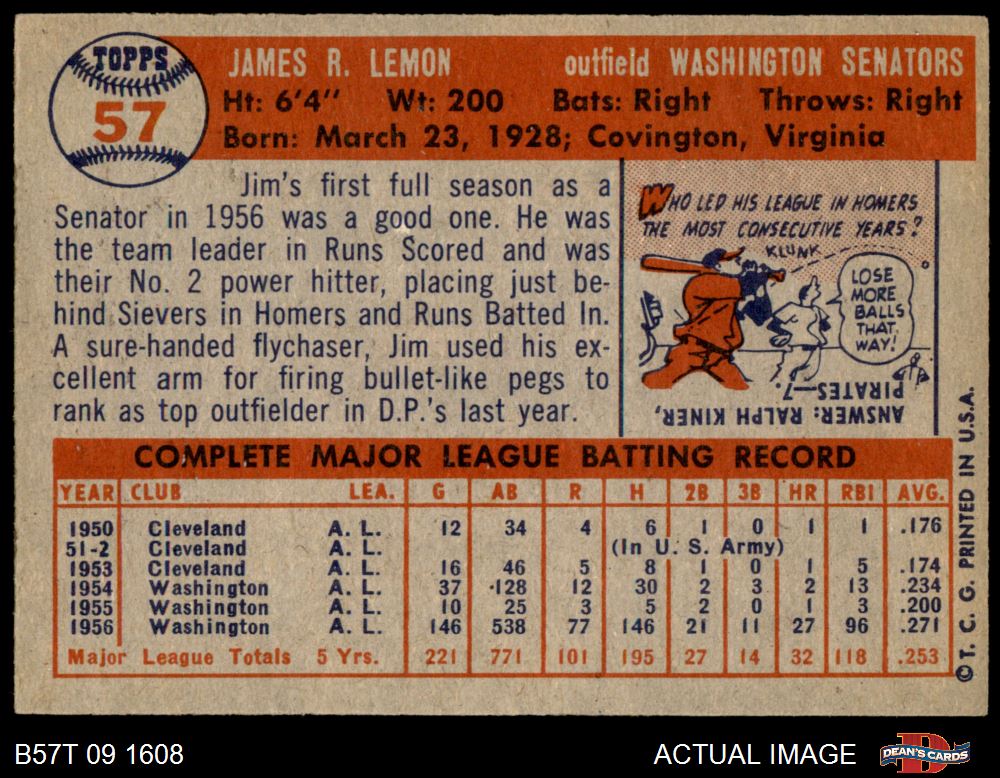 TOPPS
57
JAMES R. LEMON outfield WASHINGTON SENATORS
Ht: 6'4" Wt: 200 Bats: Right Throws: Right
Born: March 23, 1928; Covington, Virginia
Jim's first full season as a
Senator in 1956 was a good one. He was
the team leader in Runs Scored and was
their No. 2 power hitter, placing just be-
hind Sievers in Homers and Runs Batted In.
A sure-handed flychaser, Jim used his ex-
cellent arm for firing bullet-like pegs to
rank as top outfielder in D.P.'s last year.
WHO LED HIS LEAGUE IN HOMERS
THE MOST CONSECUTIVE YEARS?
KLUNK
LOSE
MORE
BALLS
THAT
WAY!
ANSWER: RALPH KINER,
PIRATES—7
COMPLETE MAJOR LEAGUE BATTING RECORD
YEAR CLUB LEA. G AB R H 2B 3B HR RBI AVG.
1950 Cleveland A. L. 12 34 4 6 1 0 1 1 .176
51-2 Cleveland A. L. (In U. S. Army)
1953 Cleveland A. L. 16 46 5 8 1 0 1 5 .174
1954 Washington A. L. 37 128 12 30 2 3 2 13 .234
1955 Washington A. L. 10 25 3 5 2 0 1 3 .200
1956 Washington A. L. 146 538 77 146 21 11 27 96 .271
Major League Totals 5 Yrs. 221 771 101 195 27 14 32 118 .253
© T. C. G. PRINTED IN U.S.A.
B57T 09 1608
ACTUAL IMAGE
DEAN'S CARDS